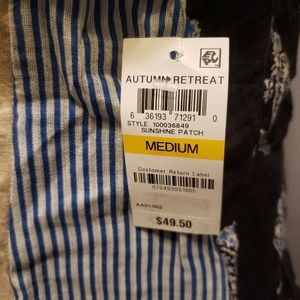 AUTUMN RETREAT
6 36193 71291 0
STYLE 100036849
SUNSHINE PATCH
MEDIUM
Customer Return Label
$49.50